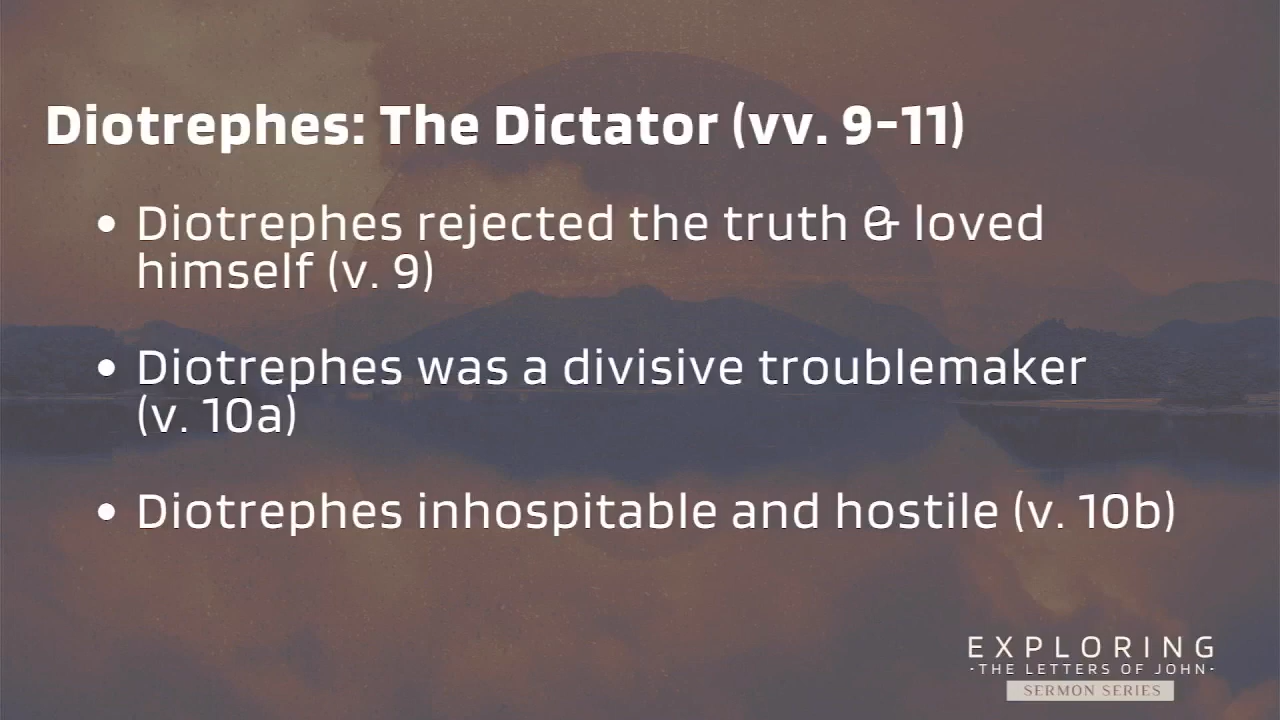 Diotrephes: The Dictator (vv. 9-11)
• Diotrephes rejected the truth & loved
himself (v. 9)
• Diotrephes was a divisive troublemaker
(v. 10a)
• Diotrephes inhospitable and hostile (v. 10b)
EXPLORING
·THE LETTERS OF JOHN·
SERMON SERIES